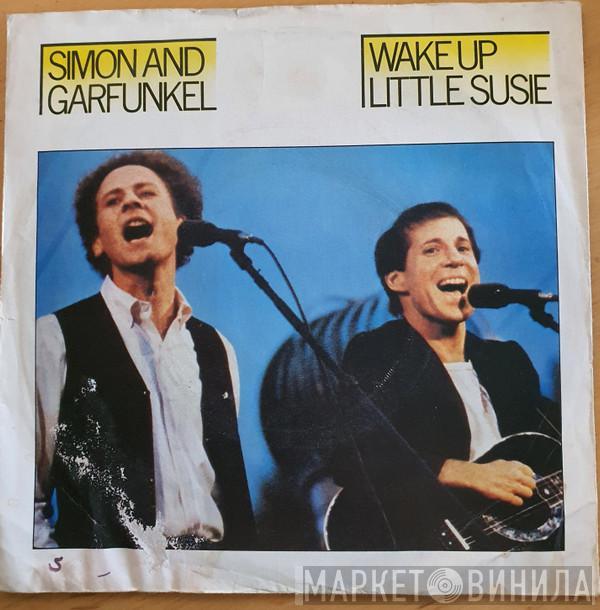 SIMON AND
GARFUNKEL
WAKE UP
LITTLE SUSIE
5 -
МАРКЕТ ВИНИЛА